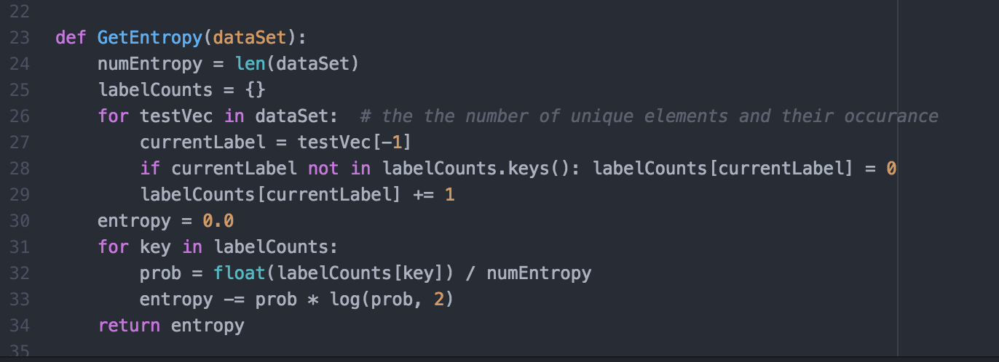 22
23 def GetEntropy(dataSet):
24     numEntropy = len(dataSet)
25     labelCounts = {}
26     for testVec in dataSet:  # the the number of unique elements and their occurance
27         currentLabel = testVec[-1]
28         if currentLabel not in labelCounts.keys(): labelCounts[currentLabel] = 0
29         labelCounts[currentLabel] += 1
30     entropy = 0.0
31     for key in labelCounts:
32         prob = float(labelCounts[key]) / numEntropy
33         entropy -= prob * log(prob, 2)
34     return entropy
35